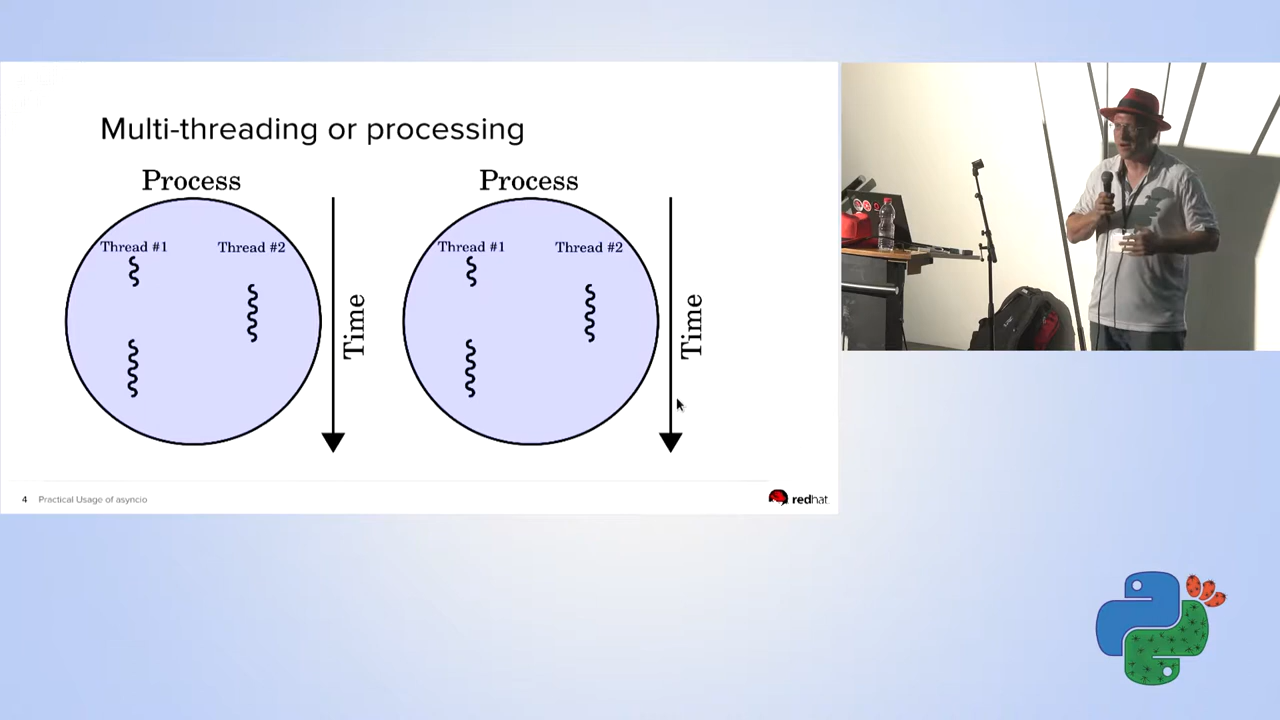 Multi-threading or processing
Process
Thread #1
Thread #2
Time
Process
Thread #1
Thread #2
Time
4 Practical Usage of asyncio
redhat